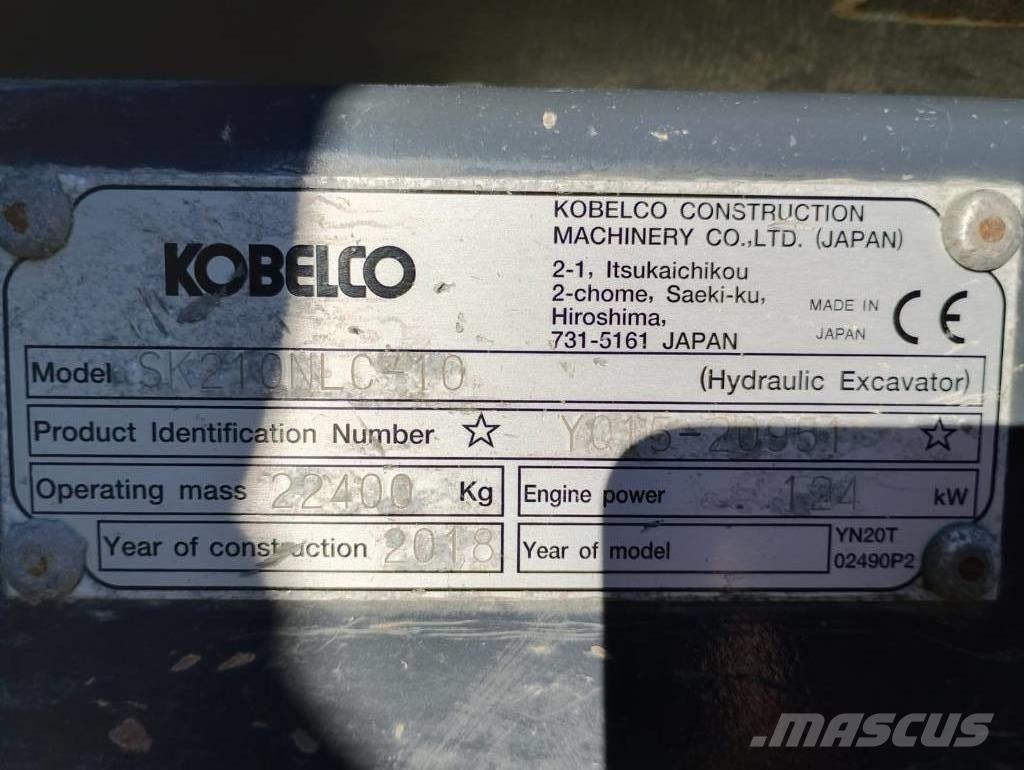 KOBELCO
KOBELCO CONSTRUCTION
MACHINERY CO.,LTD. (JAPAN)
2-1, Itsukaichikou
2-chome, Saeki-ku,
Hiroshima,
731-5161 JAPAN
MADE IN
JAPAN
CE
Model SK210NLC-10 (Hydraulic Excavator)
Product Identification Number ☆ YQ15-20951 ☆
Operating mass 22400 Kg
Engine power 124 kW
Year of construction 2018
Year of model
YN20T
02490P2
.MASCUS